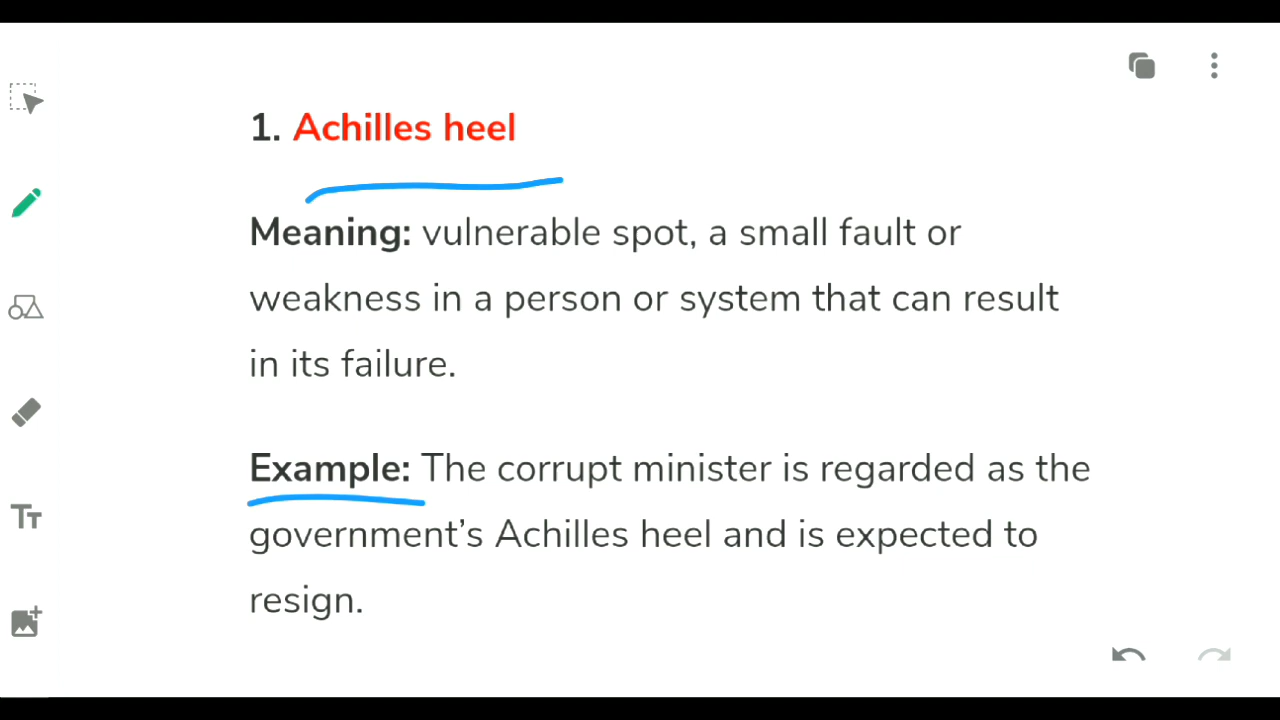 1. Achilles heel
Meaning: vulnerable spot, a small fault or
weakness in a person or system that can result
in its failure.
Example: The corrupt minister is regarded as the
government’s Achilles heel and is expected to
resign.
TT